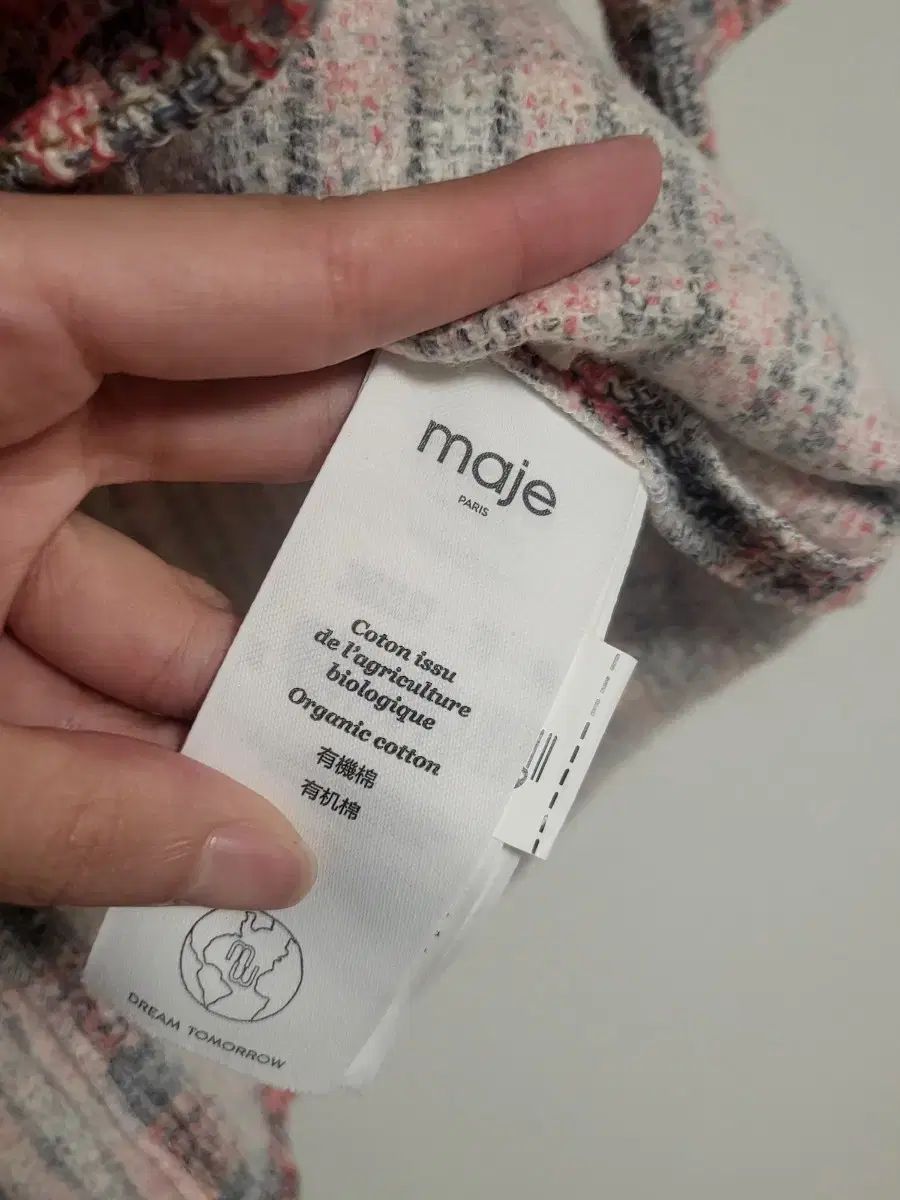 maje
PARIS
Coton issu
de l'agriculture
biologique
Organic cotton
有機棉
有机棉
DREAM TOMORROW